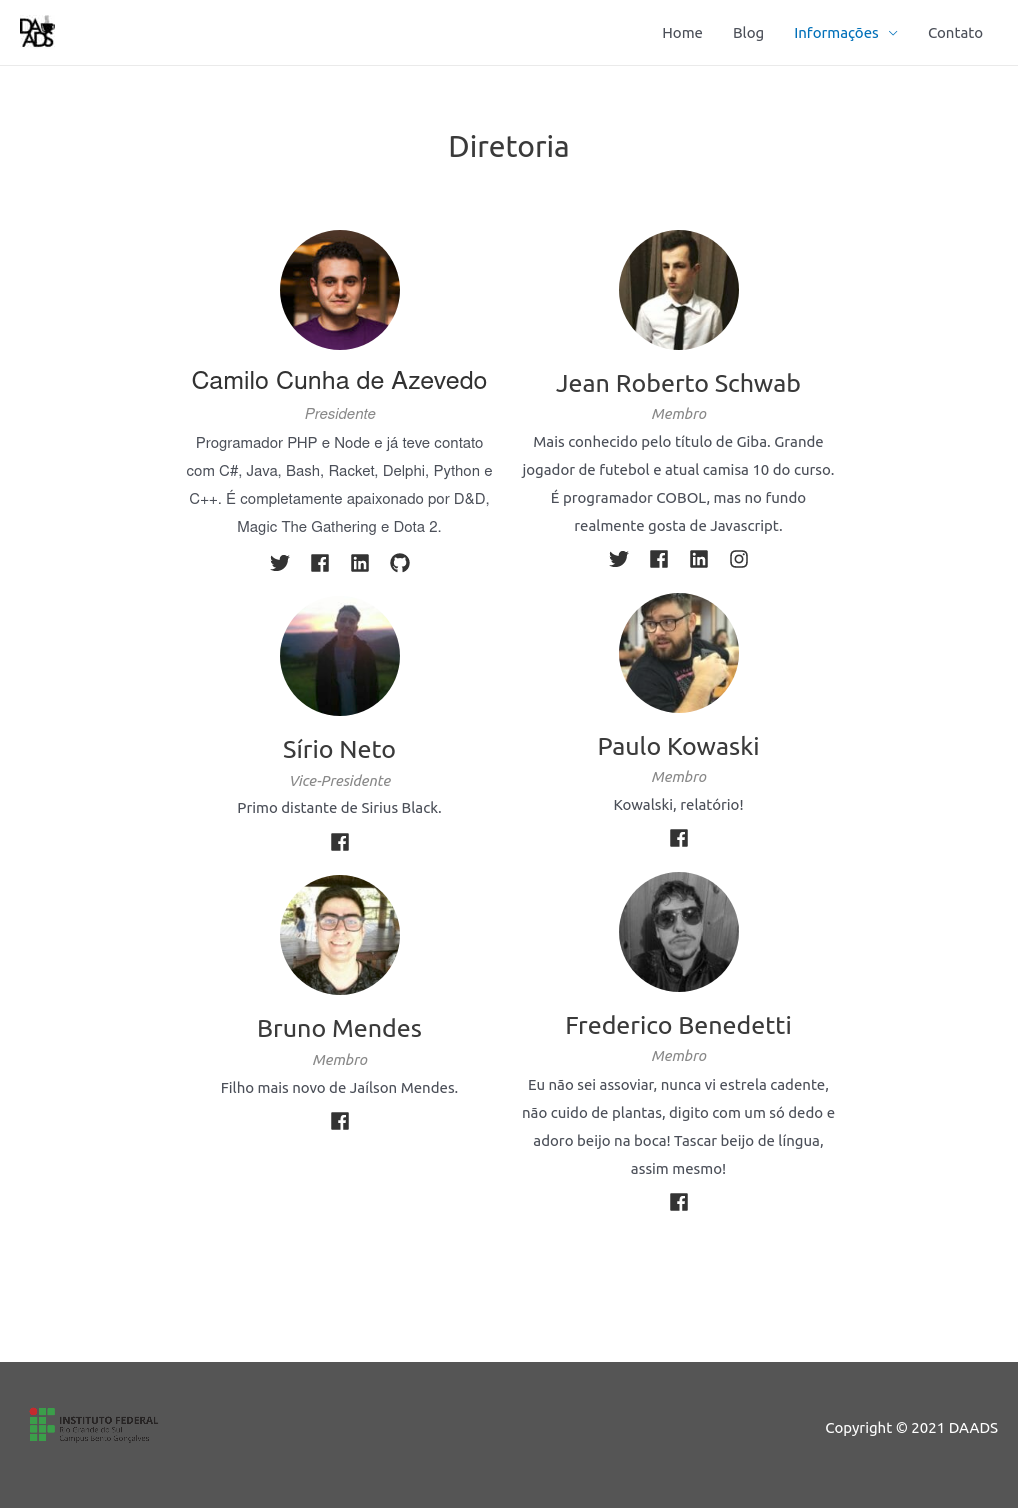 DA
ADS
Home
Blog
Informações
Contato
Diretoria
Camilo Cunha de Azevedo
Presidente
Programador PHP e Node e já teve contato
com C#, Java, Bash, Racket, Delphi, Python e
C++. É completamente apaixonado por D&D,
Magic The Gathering e Dota 2.
Jean Roberto Schwab
Membro
Mais conhecido pelo título de Giba. Grande
jogador de futebol e atual camisa 10 do curso.
É programador COBOL, mas no fundo
realmente gosta de Javascript.
Sírio Neto
Vice-Presidente
Primo distante de Sirius Black.
Paulo Kowaski
Membro
Kowalski, relatório!
Bruno Mendes
Membro
Filho mais novo de Jaílson Mendes.
Frederico Benedetti
Membro
Eu não sei assoviar, nunca vi estrela cadente,
não cuido de plantas, digito com um só dedo e
adoro beijo na boca! Tascar beijo de língua,
assim mesmo!
INSTITUTO FEDERAL
Rio Grande do Sul
Campus Bento Gonçalves
Copyright © 2021 DAADS